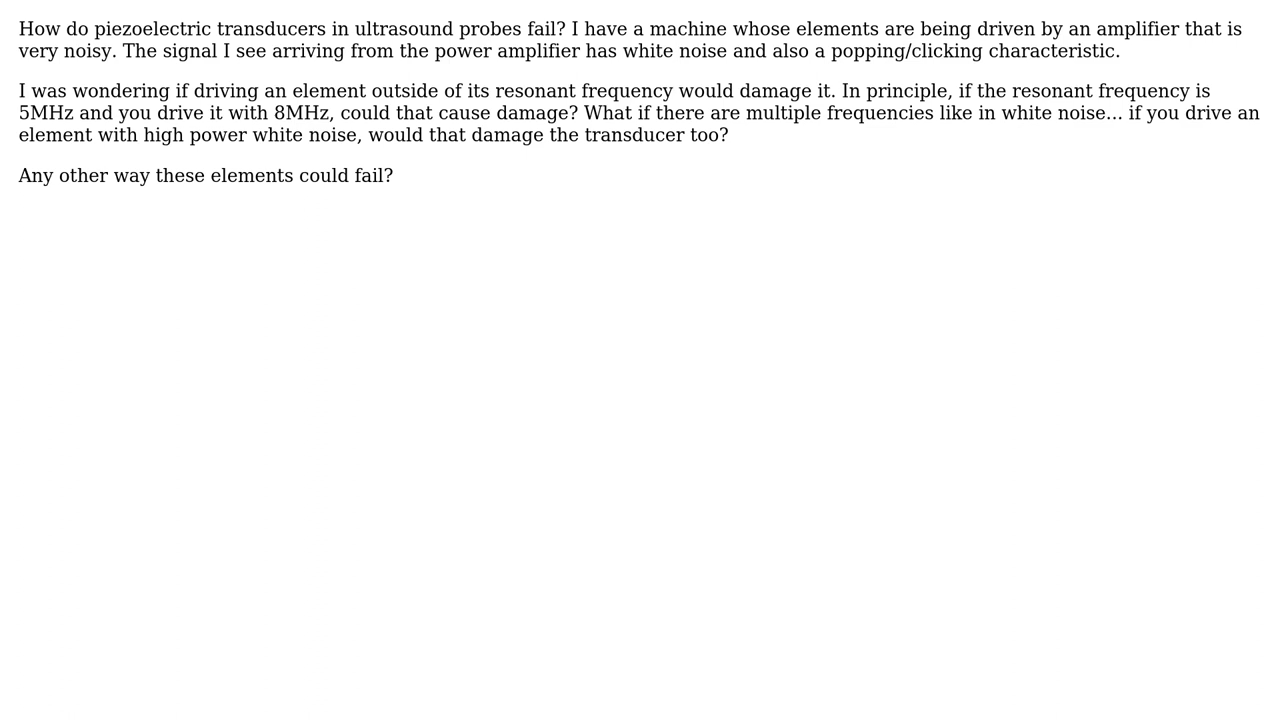 How do piezoelectric transducers in ultrasound probes fail? I have a machine whose elements are being driven by an amplifier that is
very noisy. The signal I see arriving from the power amplifier has white noise and also a popping/clicking characteristic.
I was wondering if driving an element outside of its resonant frequency would damage it. In principle, if the resonant frequency is
5MHz and you drive it with 8MHz, could that cause damage? What if there are multiple frequencies like in white noise... if you drive an
element with high power white noise, would that damage the transducer too?
Any other way these elements could fail?